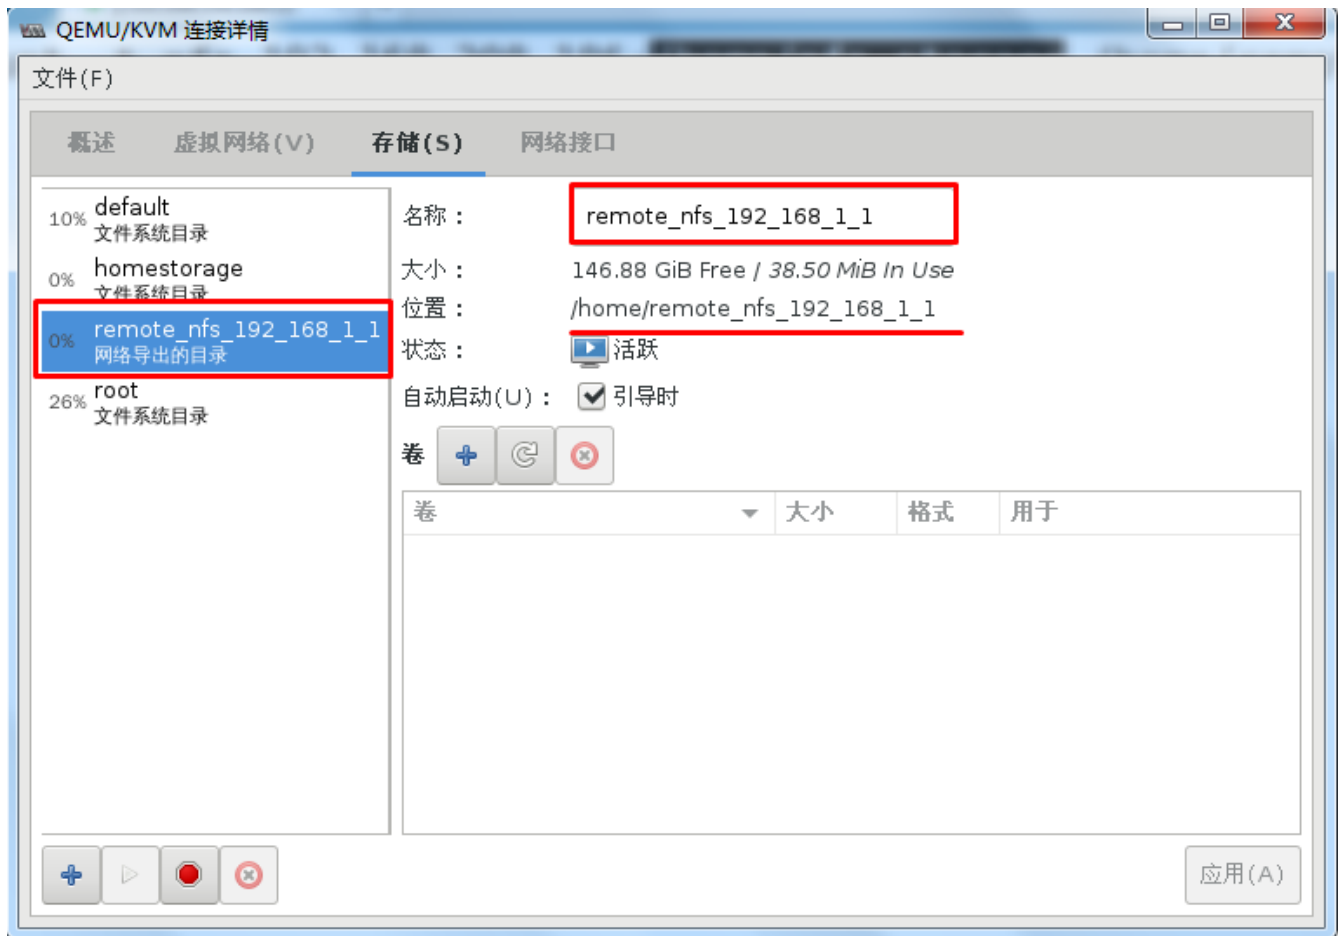 QEMU/KVM 连接详情
文件(F)
概述 虚拟网络(V) 存储(S) 网络接口
10% default
文件系统目录
0% homestorage
文件系统目录
0% remote_nfs_192_168_1_1
网络导出的目录
26% root
文件系统目录
名称： remote_nfs_192_168_1_1
大小： 146.88 GiB Free / 38.50 MiB In Use
位置： /home/remote_nfs_192_168_1_1
状态： 活跃
自动启动(U)： 引导时
卷
卷 大小 格式 用于
应用(A)